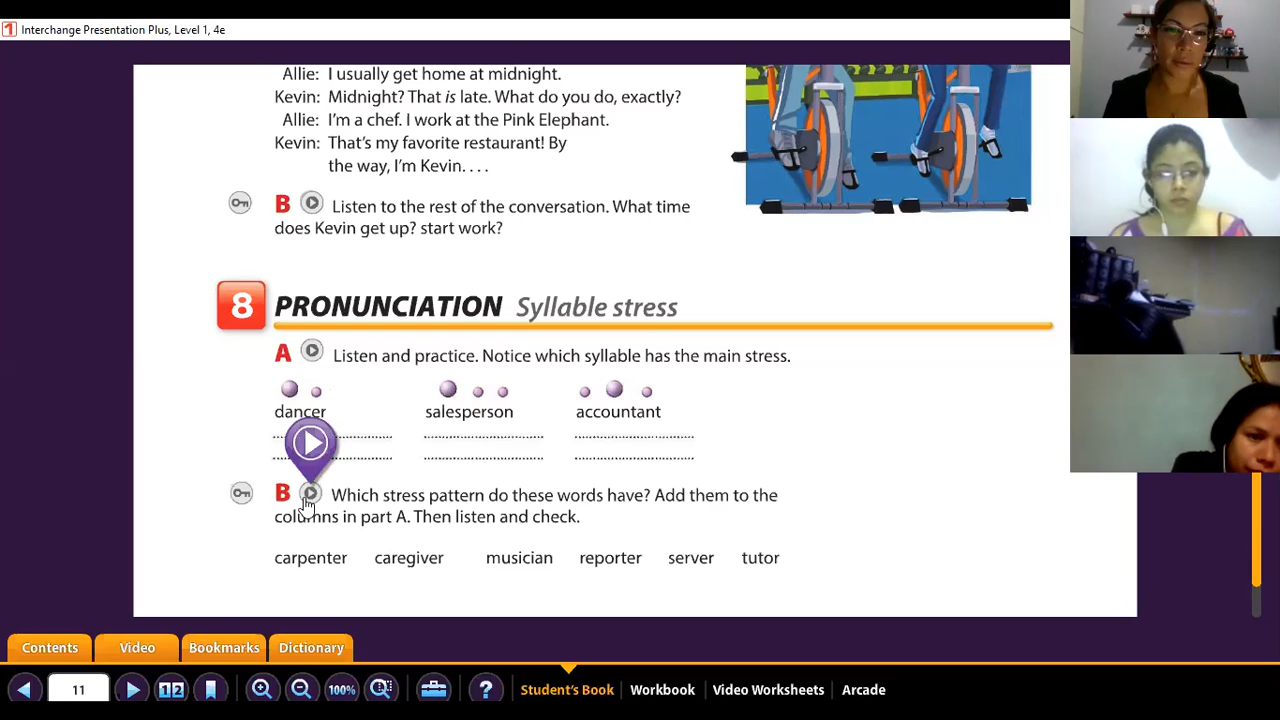 Interchange Presentation Plus, Level 1, 4e
Allie: I usually get home at midnight.
Kevin: Midnight? That is late. What do you do, exactly?
Allie: I'm a chef. I work at the Pink Elephant.
Kevin: That's my favorite restaurant! By
the way, I'm Kevin. . . .
B Listen to the rest of the conversation. What time
does Kevin get up? start work?
8 PRONUNCIATION Syllable stress
A Listen and practice. Notice which syllable has the main stress.
dancer salesperson accountant
B Which stress pattern do these words have? Add them to the
columns in part A. Then listen and check.
carpenter caregiver musician reporter server tutor
Contents Video Bookmarks Dictionary
11 12 100% ? Student's Book Workbook Video Worksheets Arcade